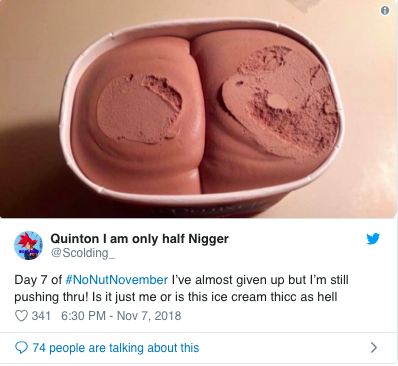 Quinton I am only half Nigger
@Scolding_
Day 7 of #NoNutNovember I've almost given up but I'm still
pushing thru! Is it just me or is this ice cream thicc as hell
341 6:30 PM - Nov 7, 2018
74 people are talking about this